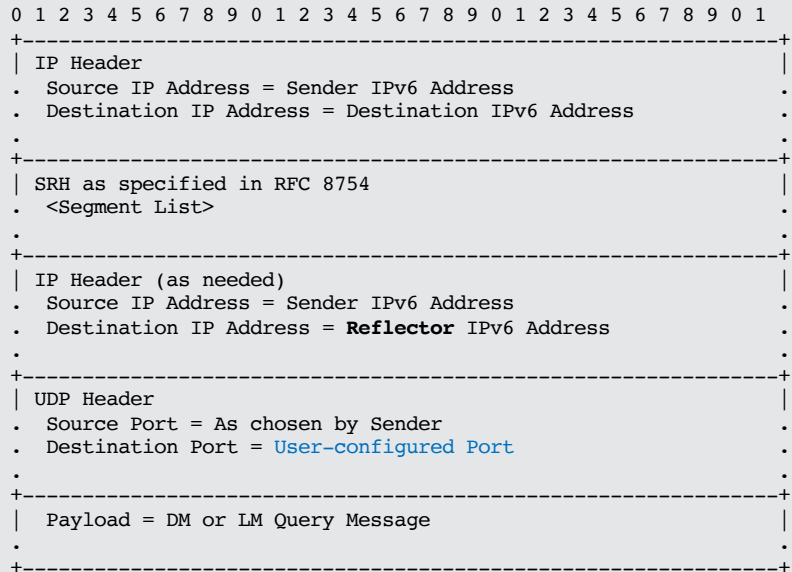 0 1 2 3 4 5 6 7 8 9 0 1 2 3 4 5 6 7 8 9 0 1 2 3 4 5 6 7 8 9 0 1
+---------------------------------------------------------------+
| IP Header |
. Source IP Address = Sender IPv6 Address .
. Destination IP Address = Destination IPv6 Address .
. .
+---------------------------------------------------------------+
| SRH as specified in RFC 8754 |
. <Segment List> .
. .
+---------------------------------------------------------------+
| IP Header (as needed) |
. Source IP Address = Sender IPv6 Address .
. Destination IP Address = Reflector IPv6 Address .
. .
+---------------------------------------------------------------+
| UDP Header |
. Source Port = As chosen by Sender .
. Destination Port = User-configured Port .
. .
+---------------------------------------------------------------+
| Payload = DM or LM Query Message |
. .
+---------------------------------------------------------------+